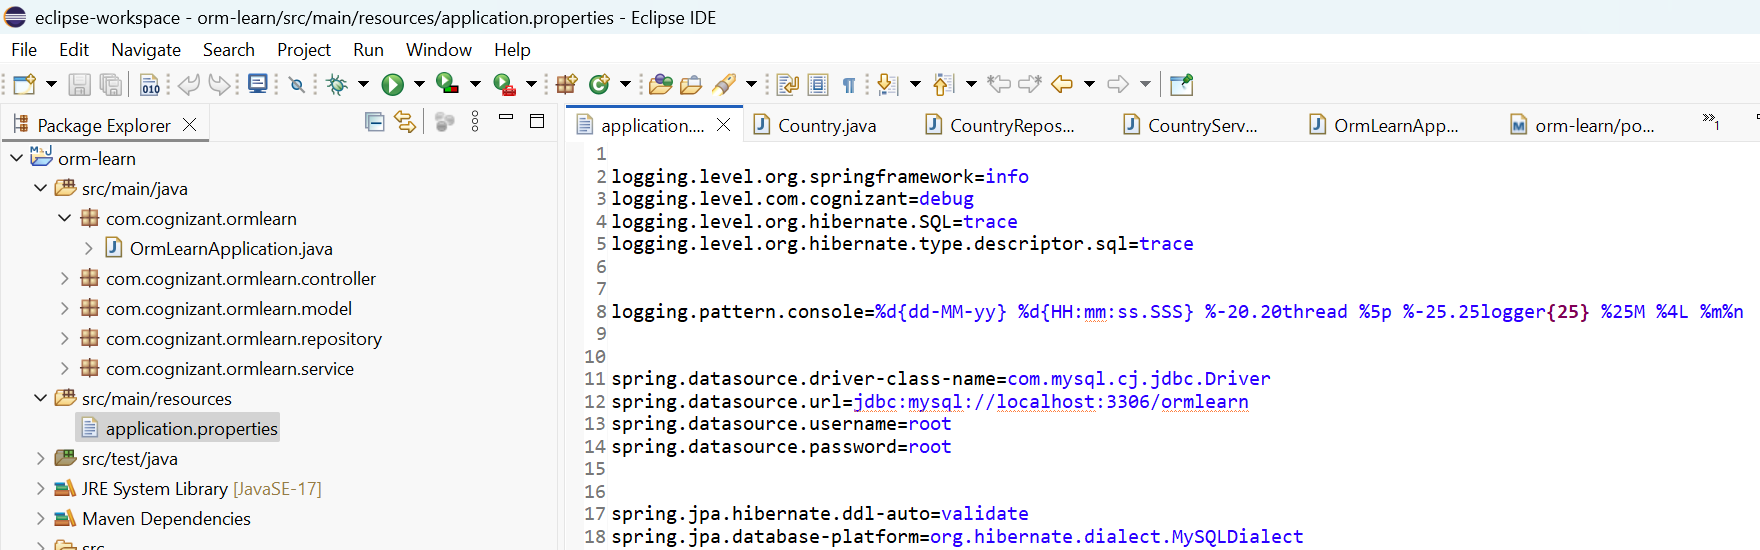 eclipse-workspace - orm-learn/src/main/resources/application.properties - Eclipse IDE
File Edit Navigate Search Project Run Window Help
Package Explorer
orm-learn
src/main/java
com.cognizant.ormlearn
OrmLearnApplication.java
com.cognizant.ormlearn.controller
com.cognizant.ormlearn.model
com.cognizant.ormlearn.repository
com.cognizant.ormlearn.service
src/main/resources
application.properties
src/test/java
JRE System Library [JavaSE-17]
Maven Dependencies
src
application.... Country.java CountryRepos... CountryServ... OrmLearnApp... orm-learn/po... »1
1
2 logging.level.org.springframework=info
3 logging.level.com.cognizant=debug
4 logging.level.org.hibernate.SQL=trace
5 logging.level.org.hibernate.type.descriptor.sql=trace
6
7
8 logging.pattern.console=%d{dd-MM-yy} %d{HH:mm:ss.SSS} %-20.20thread %5p %-25.25logger{25} %25M %4L %m%n
9
10
11 spring.datasource.driver-class-name=com.mysql.cj.jdbc.Driver
12 spring.datasource.url=jdbc:mysql://localhost:3306/ormlearn
13 spring.datasource.username=root
14 spring.datasource.password=root
15
16
17 spring.jpa.hibernate.ddl-auto=validate
18 spring.jpa.database-platform=org.hibernate.dialect.MySQLDialect